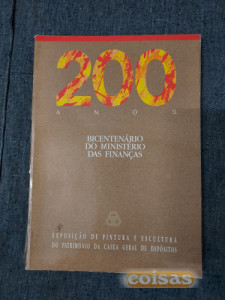 200
ANOS
BICENTENÁRIO
DO MINISTÉRIO
DAS FINANÇAS
EXPOSIÇÃO DE PINTURA E ESCULTURA
DO PATRIMÓNIO DA CAIXA GERAL DE DEPÓSITOS
coisas